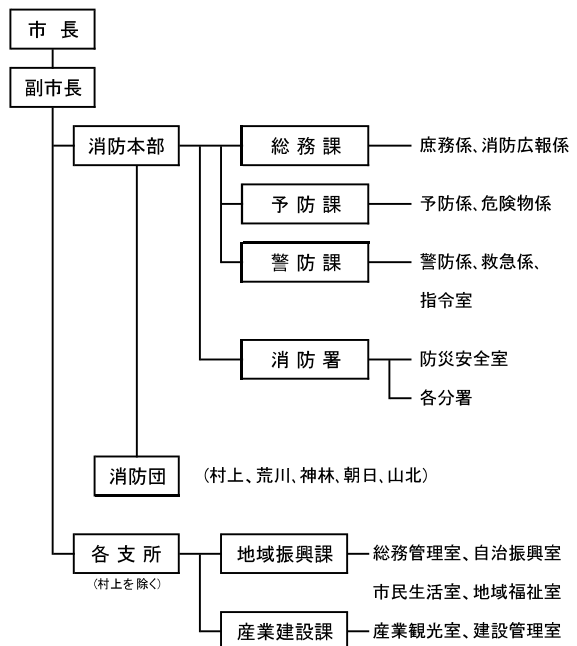 市長
副市長
消防本部 総務課 庶務係、消防広報係
予防課 予防係、危険物係
警防課 警防係、救急係、
指令室
消防署 防災安全室
各分署
消防団 (村上、荒川、神林、朝日、山北)
各支所 地域振興課 総務管理室、自治振興室
(村上を除く)
市民生活室、地域福祉室
産業建設課 産業観光室、建設管理室